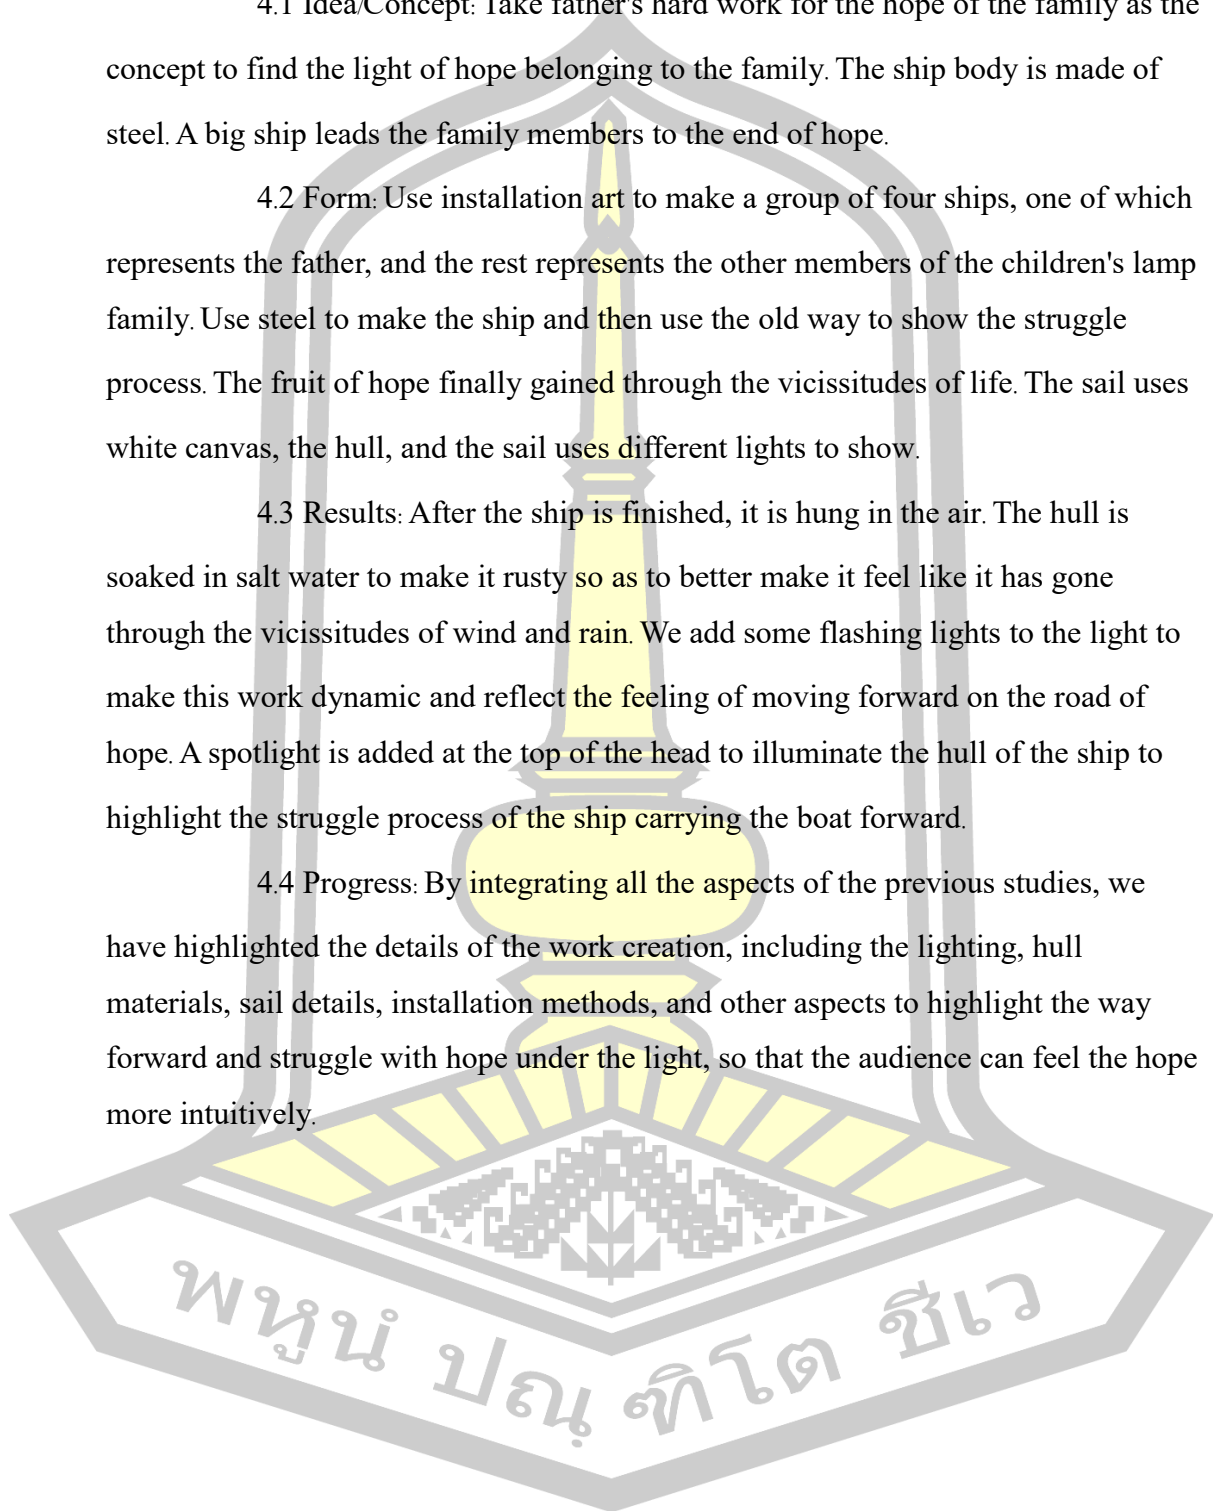 4.1 Idea/Concept: Take father's hard work for the hope of the family as the
concept to find the light of hope belonging to the family. The ship body is made of
steel. A big ship leads the family members to the end of hope.
4.2 Form: Use installation art to make a group of four ships, one of which
represents the father, and the rest represents the other members of the children's lamp
family. Use steel to make the ship and then use the old way to show the struggle
process. The fruit of hope finally gained through the vicissitudes of life. The sail uses
white canvas, the hull, and the sail uses different lights to show.
4.3 Results: After the ship is finished, it is hung in the air. The hull is
soaked in salt water to make it rusty so as to better make it feel like it has gone
through the vicissitudes of wind and rain. We add some flashing lights to the light to
make this work dynamic and reflect the feeling of moving forward on the road of
hope. A spotlight is added at the top of the head to illuminate the hull of the ship to
highlight the struggle process of the ship carrying the boat forward.
4.4 Progress: By integrating all the aspects of the previous studies, we
have highlighted the details of the work creation, including the lighting, hull
materials, sail details, installation methods, and other aspects to highlight the way
forward and struggle with hope under the light, so that the audience can feel the hope
more intuitively.
พหูนํ ปณฺ ฑิโต ชีเว